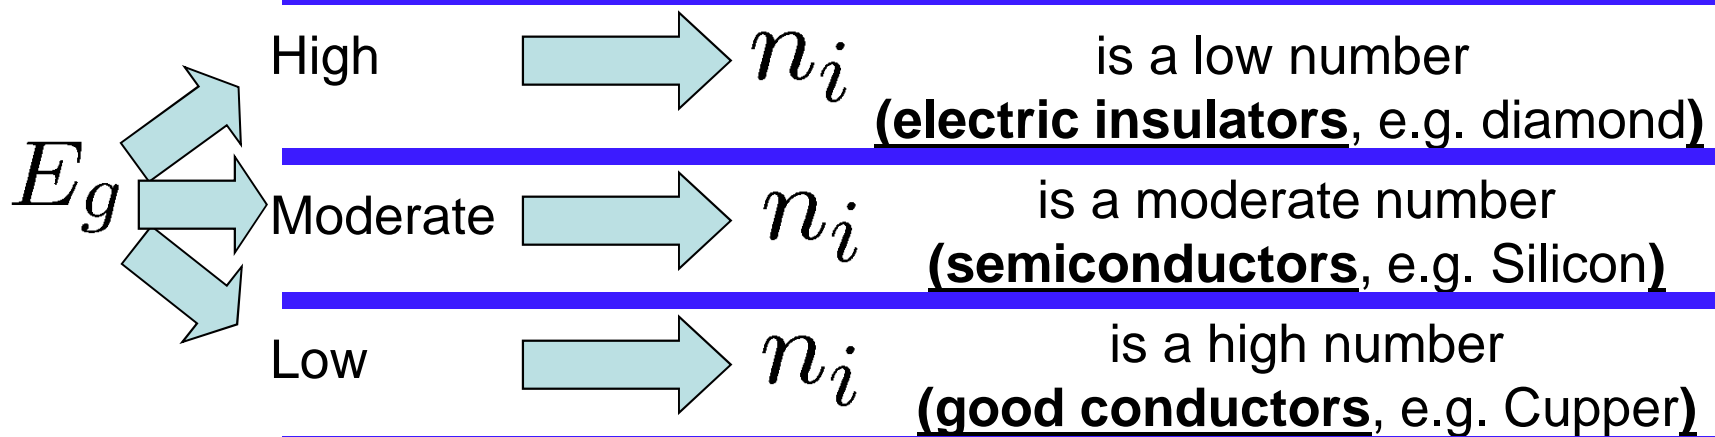 High
n_i
is a low number
(electric insulators, e.g. diamond)
E_g
Moderate
n_i
is a moderate number
(semiconductors, e.g. Silicon)
Low
n_i
is a high number
(good conductors, e.g. Cupper)